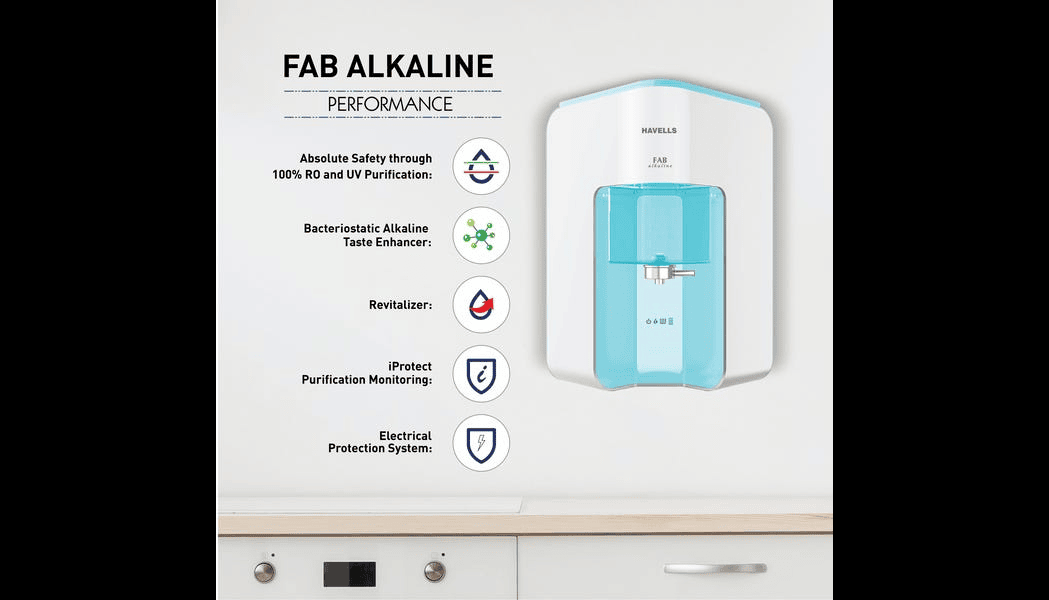 FAB ALKALINE
PERFORMANCE
Absolute Safety through
100% RO and UV Purification:
Bacteriostatic Alkaline
Taste Enhancer:
Revitalizer:
iProtect
Purification Monitoring:
Electrical
Protection System:
HAVELLS
FAB
alkaline